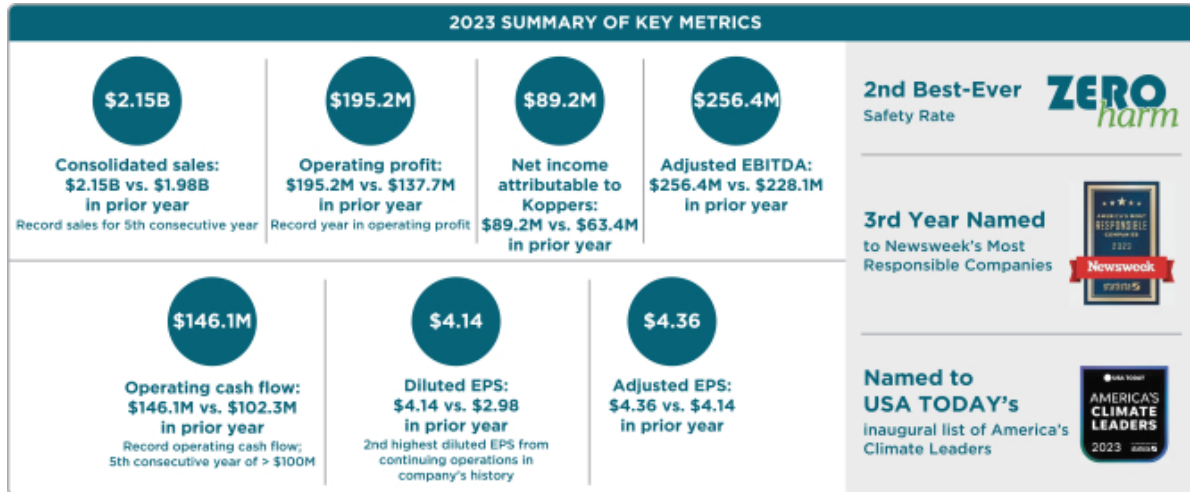 2023 SUMMARY OF KEY METRICS
$2.15B
Consolidated sales:
$2.15B vs. $1.98B
in prior year
Record sales for 5th consecutive year
$195.2M
Operating profit:
$195.2M vs. $137.7M
in prior year
Record year in operating profit
$89.2M
Net income
attributable to
Koppers:
$89.2M vs. $63.4M
in prior year
$256.4M
Adjusted EBITDA:
$256.4M vs. $228.1M
in prior year
$146.1M
Operating cash flow:
$146.1M vs. $102.3M
in prior year
Record operating cash flow;
5th consecutive year of > $100M
$4.14
Diluted EPS:
$4.14 vs. $2.98
in prior year
2nd highest diluted EPS from
continuing operations in
company's history
$4.36
Adjusted EPS:
$4.36 vs. $4.14
in prior year
2nd Best-Ever
Safety Rate
ZERO
harm
3rd Year Named
to Newsweek's Most
Responsible Companies
AMERICA'S MOST
RESPONSIBLE
COMPANIES
2023
Newsweek
statista
Named to
USA TODAY's
inaugural list of America's
Climate Leaders
USA TODAY
AMERICA'S
CLIMATE
LEADERS
2023 statista